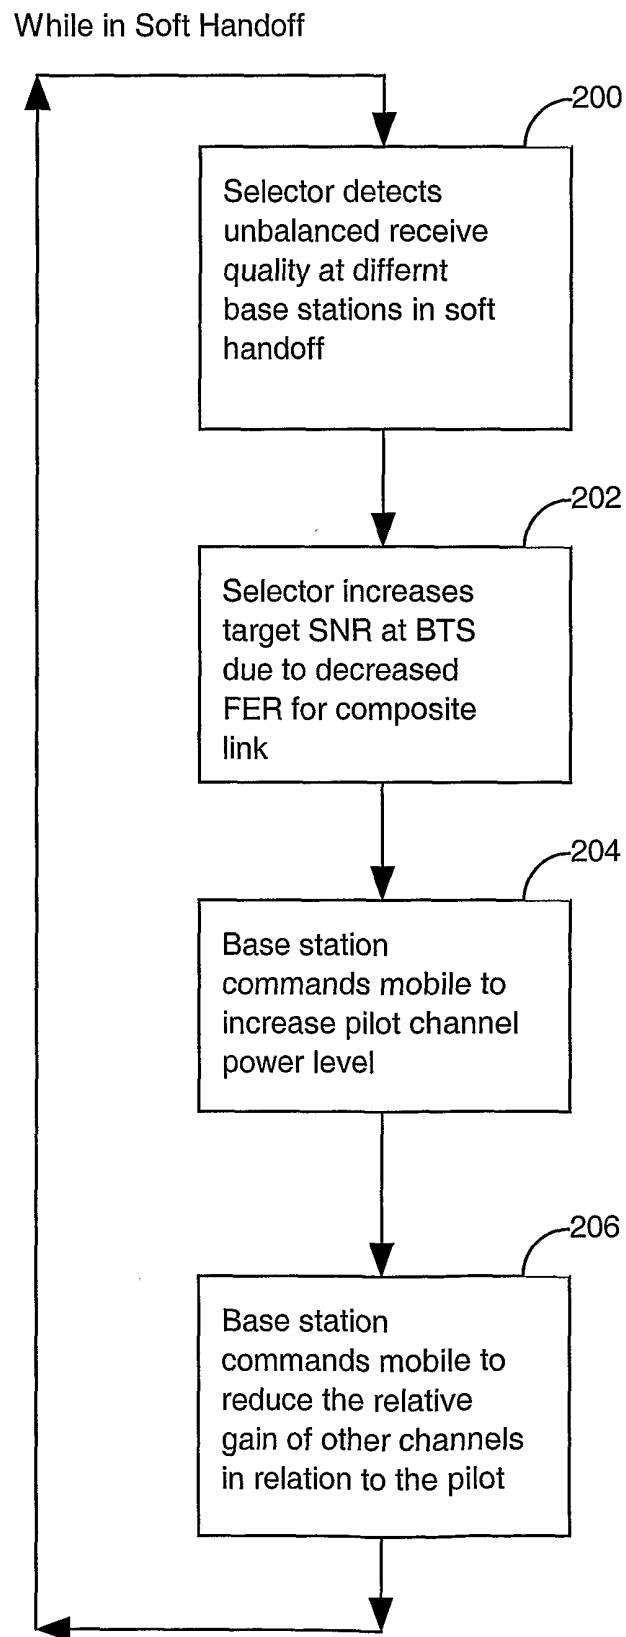 While in Soft Handoff
200
Selector detects
unbalanced receive
quality at differnt
base stations in soft
handoff
202
Selector increases
target SNR at BTS
due to decreased
FER for composite
link
204
Base station
commands mobile to
increase pilot channel
power level
206
Base station
commands mobile to
reduce the relative
gain of other channels
in relation to the pilot